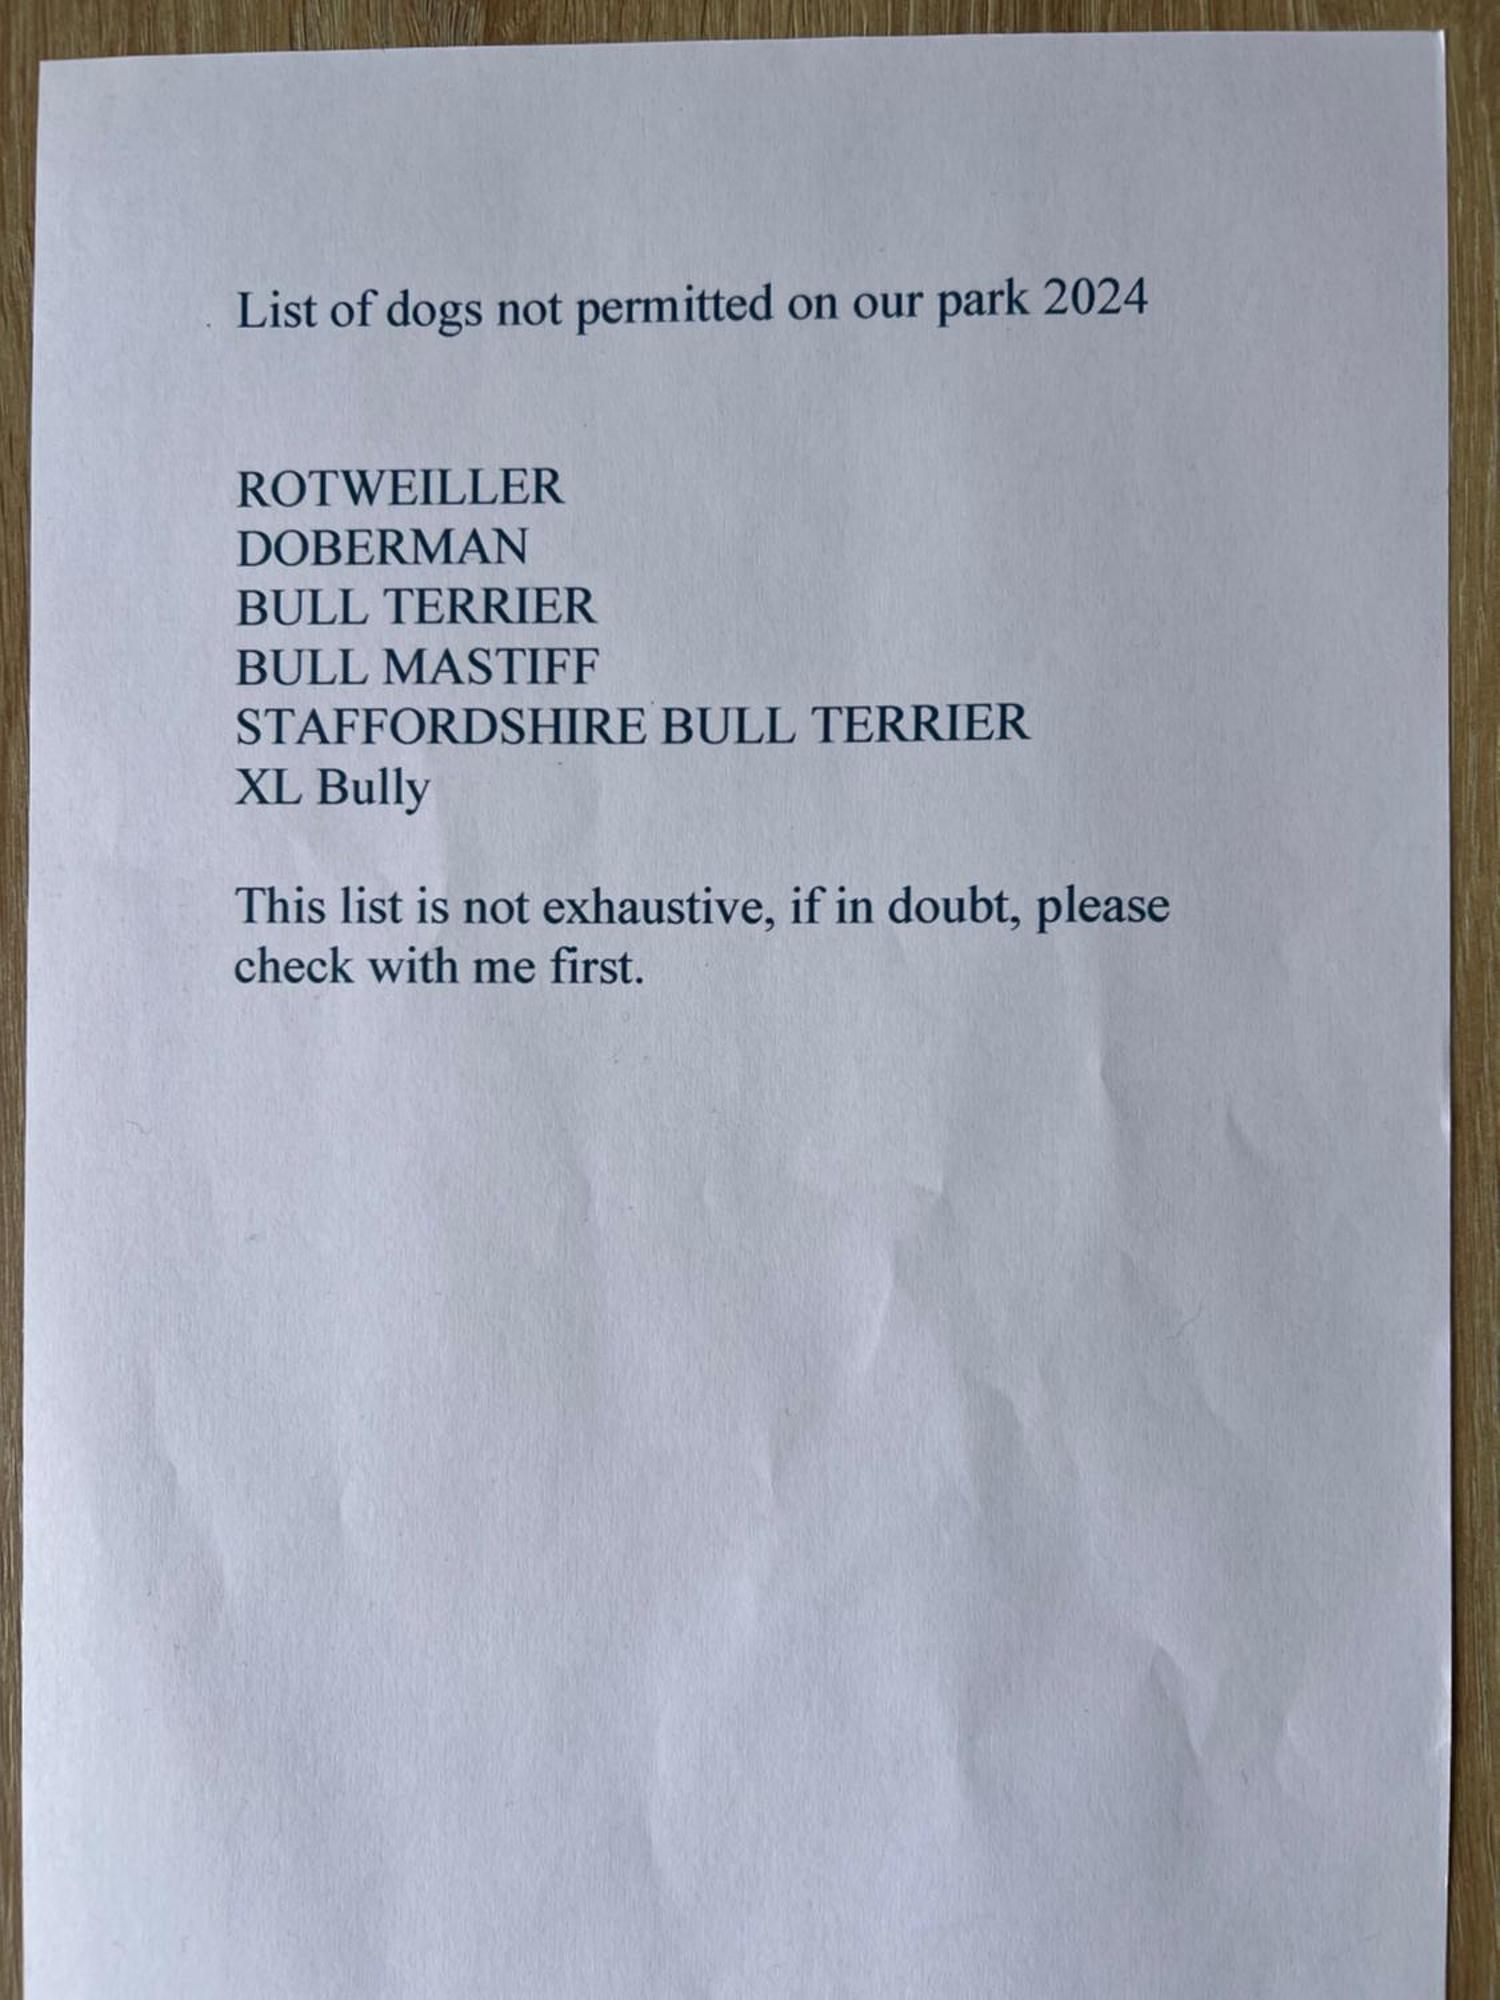 List of dogs not permitted on our park 2024
ROTWEILLER
DOBERMAN
BULL TERRIER
BULL MASTIFF
STAFFORDSHIRE BULL TERRIER
XL Bully
This list is not exhaustive, if in doubt, please
check with me first.